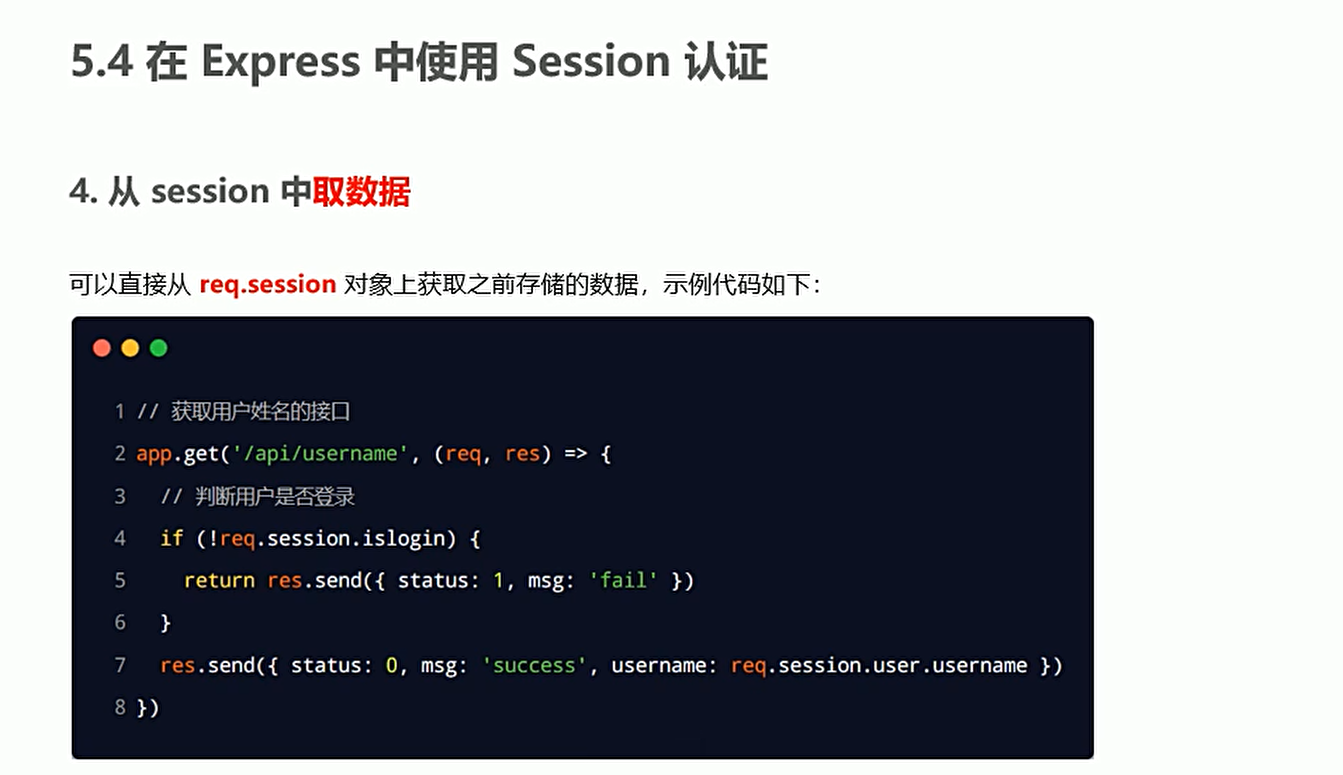 5.4 在 Express 中使用 Session 认证
4. 从 session 中取数据
可以直接从 req.session 对象上获取之前存储的数据，示例代码如下：
1 // 获取用户姓名的接口
2 app.get('/api/username', (req, res) => {
3   // 判断用户是否登录
4   if (!req.session.islogin) {
5     return res.send({ status: 1, msg: 'fail' })
6   }
7   res.send({ status: 0, msg: 'success', username: req.session.user.username })
8 })